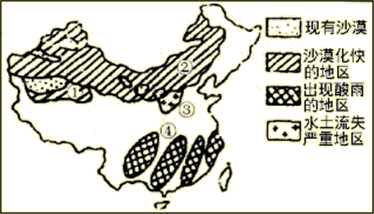 现有沙漠
沙漠化快
的地区
出现酸雨
的地区
水土流失
严重地区
①
②
③
④